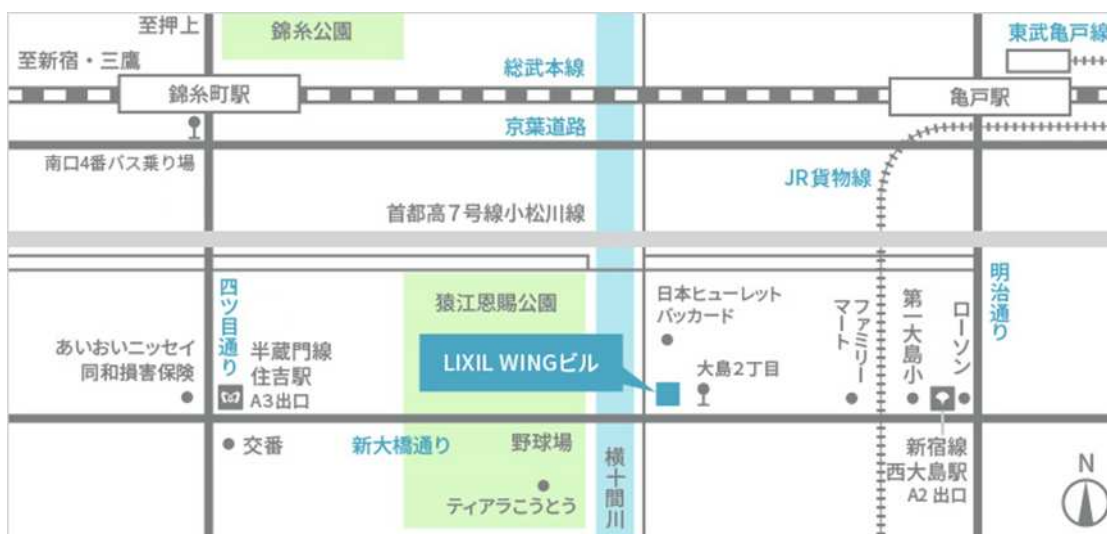 至押上
錦糸公園
東武亀戸線
至新宿・三鷹
総武本線
錦糸町駅
亀戸駅
京葉道路
南口4番バス乗り場
JR貨物線
首都高7号線小松川線
四ツ目通り
猿江恩賜公園
日本ヒューレット
パッカード
ファミリー
マート
第一大島小
ローソン
明治通り
あいおいニッセイ
同和損害保険
半蔵門線
住吉駅
A3出口
LIXIL WINGビル
大島2丁目
交番
新大橋通り
野球場
横十間川
新宿線
西大島駅
A2出口
ティアラこうとう
N